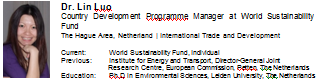 Dr. Lin Luo
Country Development Programme Manager at World Sustainability
Fund
The Hague Area, Netherland | International Trade and Development
Current: World Sustainability Fund, Individual
Previous: Institute for Energy and Transport, Director-General Joint
Research Centre, European Commission, Petten, The Netherlands
Education: Ph.D in Environmental Sciences, Leiden University, The Netherlands